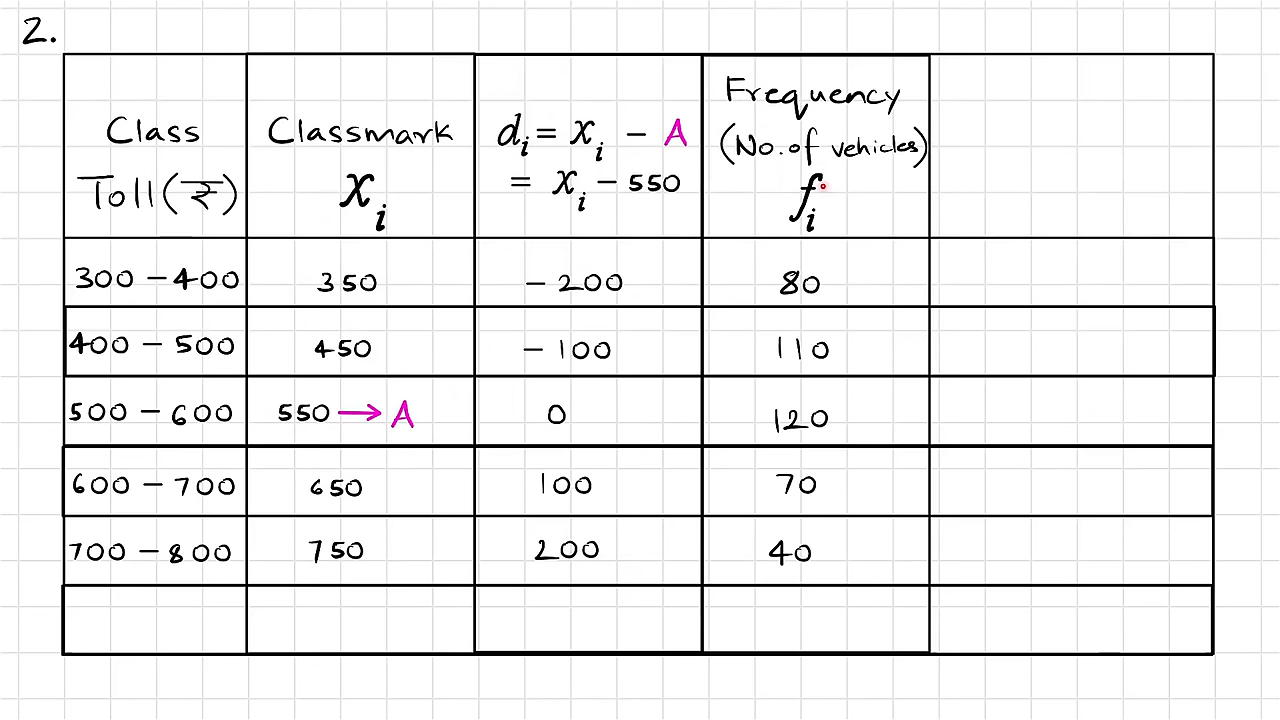 2.
Class
Toll (₹)
Classmark
xᵢ
dᵢ = xᵢ - A
= xᵢ - 550
Frequency
(No. of vehicles)
fᵢ
300 - 400 350 - 200 80
400 - 500 450 - 100 110
500 - 600 550 → A 0 120
600 - 700 650 100 70
700 - 800 750 200 40